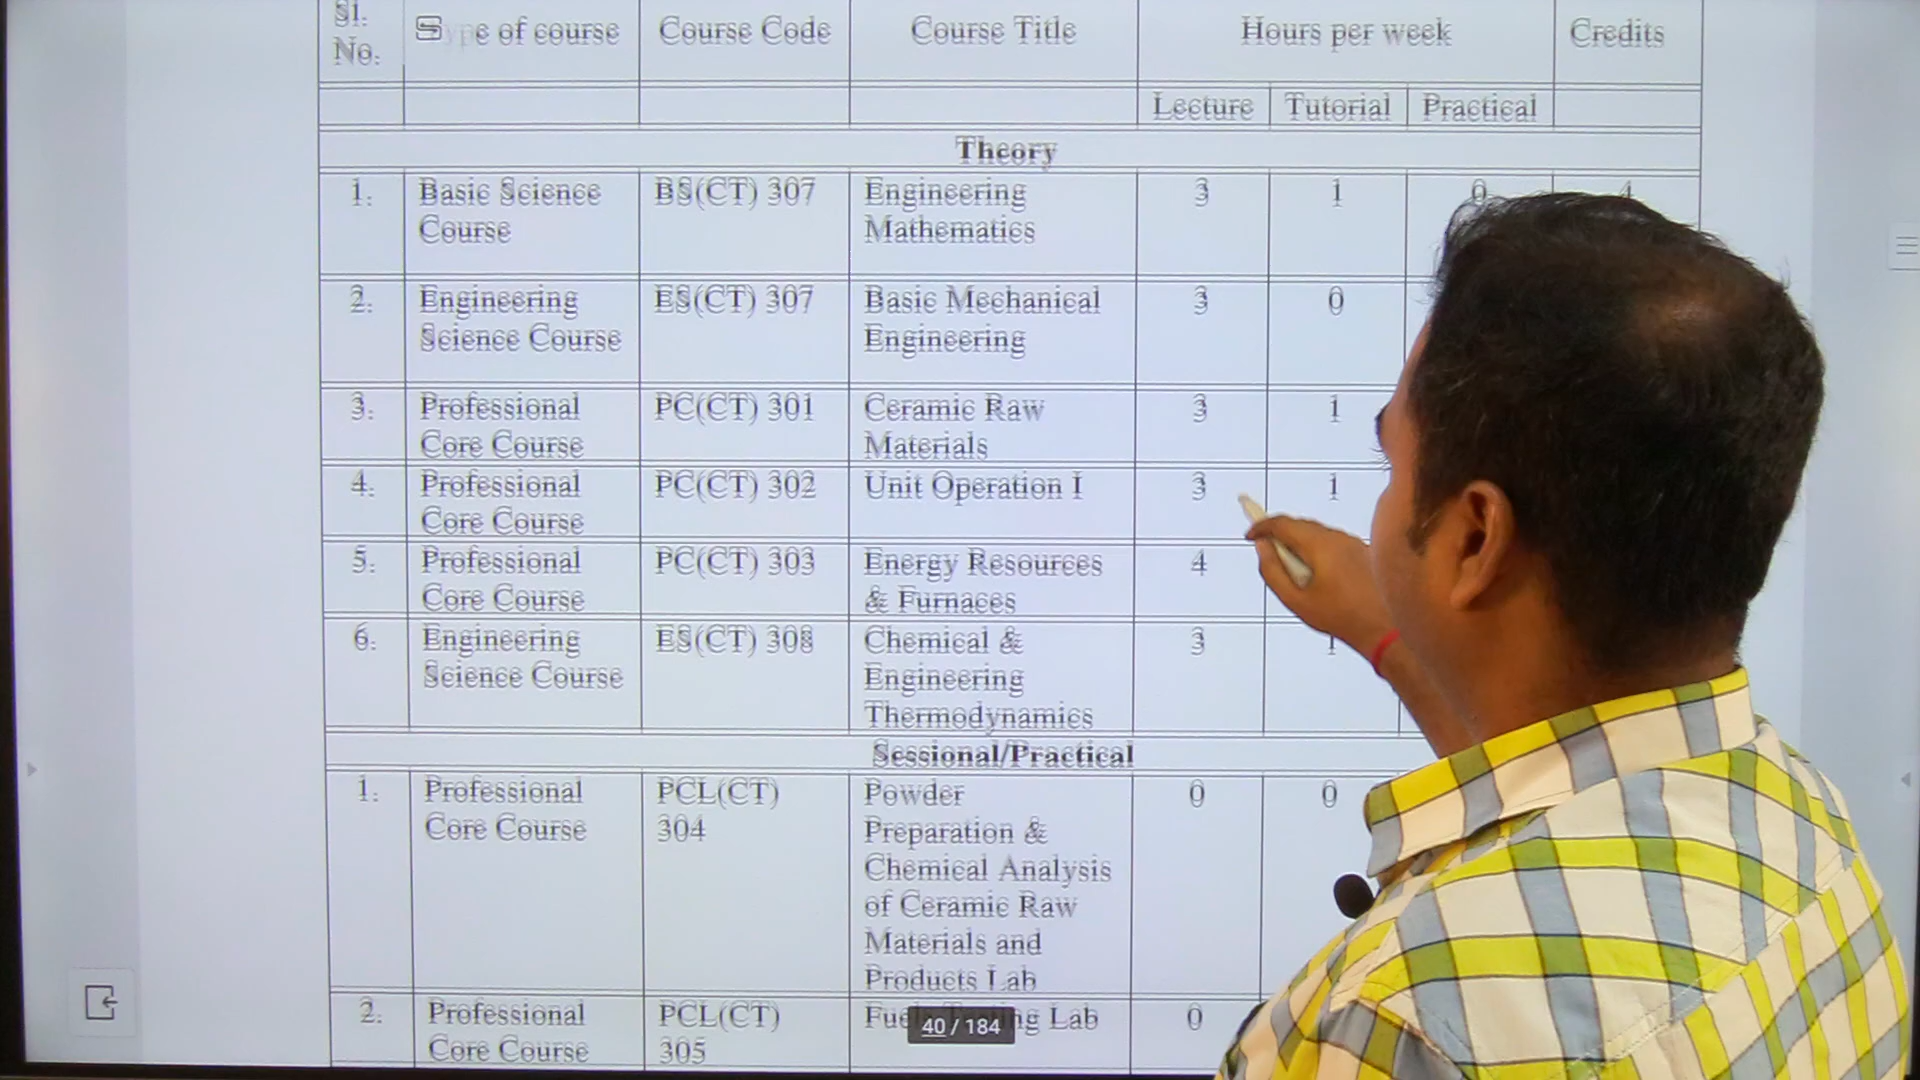 Sl. No.
ype of course
Course Code
Course Title
Hours per week
Credits
Lecture
Tutorial
Practical
Theory
1.
Basic Science
Course
BS(CT) 307
Engineering
Mathematics
3
1
0
4
2.
Engineering
Science Course
ES(CT) 307
Basic Mechanical
Engineering
3
0
3.
Professional
Core Course
PC(CT) 301
Ceramic Raw
Materials
3
1
4.
Professional
Core Course
PC(CT) 302
Unit Operation I
3
1
5.
Professional
Core Course
PC(CT) 303
Energy Resources
& Furnaces
4
6.
Engineering
Science Course
ES(CT) 308
Chemical &
Engineering
Thermodynamics
3
Sessional/Practical
1.
Professional
Core Course
PCL(CT)
304
Powder
Preparation &
Chemical Analysis
of Ceramic Raw
Materials and
Products Lab
0
0
2.
Professional
Core Course
PCL(CT)
305
Lab
0
40 / 184